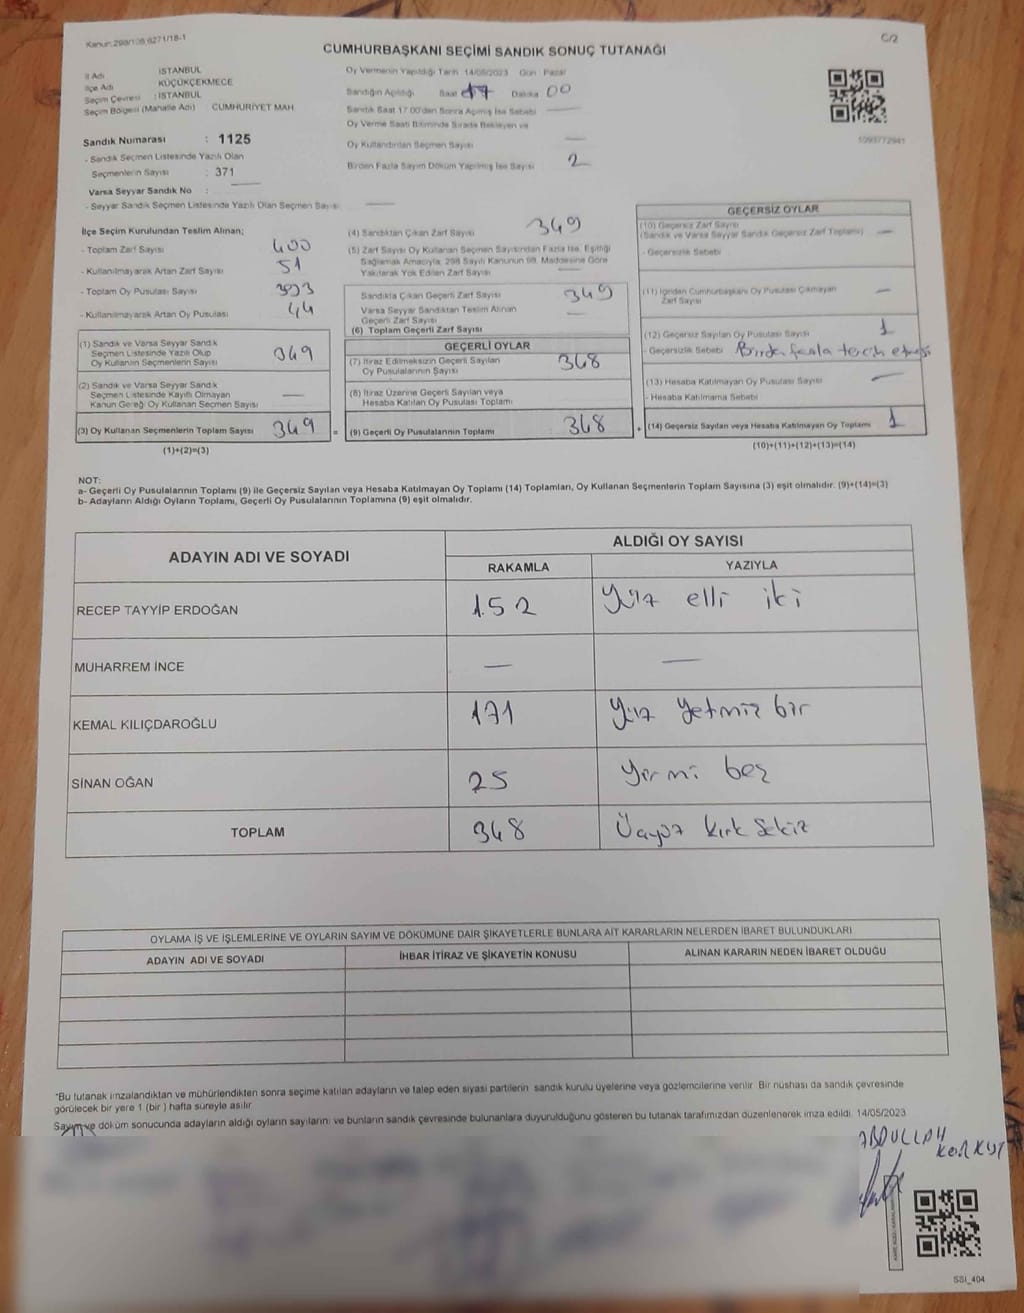 Kanun:298/108,6271/18-1
C/2
CUMHURBAŞKANI SEÇİMİ SANDIK SONUÇ TUTANAĞI
İl Adı : İSTANBUL
İlçe Adı KÜÇÜKÇEKMECE
Seçim Çevresi : İSTANBUL
Seçim Bölgesi (Mahalle Adı) CUMHURİYET MAH
Sandık Numarası : 1125
- Sandık Seçmen Listesinde Yazılı Olan
Seçmenlerin Sayısı : 371
Varsa Seyyar Sandık No : —
- Seyyar Sandık Seçmen Listesinde Yazılı Olan Seçmen Sayısı —
Oy Vermenin Yapıldığı Tarih 14/05/2023 Gün Pazar
Sandığın Açıldığı Saat 17 Dakika 00
Sandık Saat 17.00'den Sonra Açılmış İse Sebebi —
Oy Verme Saati Bitiminde Sırada Bekleyen ve
Oy Kullandırılan Seçmen Sayısı —
Birden Fazla Sayım Döküm Yapılmış İse Sayısı 2
1093772941
İlçe Seçim Kurulundan Teslim Alınan;
- Toplam Zarf Sayısı 400
- Kullanılmayarak Artan Zarf Sayısı 51
- Toplam Oy Pusulası Sayısı 393
- Kullanılmayarak Artan Oy Pusulası 44
(1) Sandık ve Varsa Seyyar Sandık
Seçmen Listesinde Yazılı Olup
Oy Kullanan Seçmenlerin Sayısı 349
(2) Sandık ve Varsa Seyyar Sandık
Seçmen Listesinde Kayıtlı Olmayan
Kanun Gereği Oy Kullanan Seçmen Sayısı —
(3) Oy Kullanan Seçmenlerin Toplam Sayısı 349 =
(1)+(2)=(3)
(4) Sandıktan Çıkan Zarf Sayısı 349
(5) Zarf Sayısı Oy Kullanan Seçmen Sayısından Fazla İse, Eşitliği
Sağlamak Amacıyla, 298 Sayılı Kanunun 98. Maddesine Göre
Yakılarak Yok Edilen Zarf Sayısı —
Sandıkta Çıkan Geçerli Zarf Sayısı 349
Varsa Seyyar Sandıktan Teslim Alınan
Geçerli Zarf Sayısı —
(6) Toplam Geçerli Zarf Sayısı
GEÇERLİ OYLAR
(7) İtiraz Edilmeksizin Geçerli Sayılan
Oy Pusulalarının Sayısı 348
(8) İtiraz Üzerine Geçerli Sayılan veya
Hesaba Katılan Oy Pusulası Toplamı
(9) Geçerli Oy Pusulalarının Toplamı 348 +
GEÇERSİZ OYLAR
(10) Geçersiz Zarf Sayısı
(Sandık ve Varsa Seyyar Sandık Geçersiz Zarf Toplamı) —
- Geçersizlik Sebebi
(11) İçinden Cumhurbaşkanı Oy Pusulası Çıkmayan
Zarf Sayısı —
(12) Geçersiz Sayılan Oy Pusulası Sayısı 1
- Geçersizlik Sebebi Birden fazla tercih etmesi
(13) Hesaba Katılmayan Oy Pusulası Sayısı —
- Hesaba Katılmama Sebebi
(14) Geçersiz Sayılan veya Hesaba Katılmayan Oy Toplamı 1
(10)+(11)+(12)+(13)=(14)
NOT:
a- Geçerli Oy Pusulalarının Toplamı (9) ile Geçersiz Sayılan veya Hesaba Katılmayan Oy Toplamı (14) Toplamları, Oy Kullanan Seçmenlerin Toplam Sayısına (3) eşit olmalıdır. (9)+(14)=(3)
b- Adayların Aldığı Oyların Toplamı, Geçerli Oy Pusulalarının Toplamına (9) eşit olmalıdır.
ADAYIN ADI VE SOYADI
ALDIĞI OY SAYISI
RAKAMLA YAZIYLA
RECEP TAYYİP ERDOĞAN 152 Yüz elli iki
MUHARREM İNCE — —
KEMAL KILIÇDAROĞLU 171 Yüz Yetmiz bir
SİNAN OĞAN 25 Yirmi beş
TOPLAM 348 Üçyüz kırk Sekiz
OYLAMA İŞ VE İŞLEMLERİNE VE OYLARIN SAYIM VE DÖKÜMÜNE DAİR ŞİKAYETLERLE BUNLARA AİT KARARLARIN NELERDEN İBARET BULUNDUKLARI
ADAYIN ADI VE SOYADI İHBAR İTİRAZ VE ŞİKAYETİN KONUSU ALINAN KARARIN NEDEN İBARET OLDUĞU
*Bu tutanak imzalandıktan ve mühürlendikten sonra seçime katılan adayların ve talep eden siyasi partilerin sandık kurulu üyelerine veya gözlemcilerine verilir. Bir nüshası da sandık çevresinde
görülecek bir yere 1 (bir) hafta süreyle asılır.
Sayım ve döküm sonucunda adayların aldığı oyların sayılarını ve bunların sandık çevresinde bulunanlara duyurulduğunu gösteren bu tutanak tarafımızdan düzenlenerek imza edildi. 14/05/2023
ABDULLAH
KORKUT
SSI_404